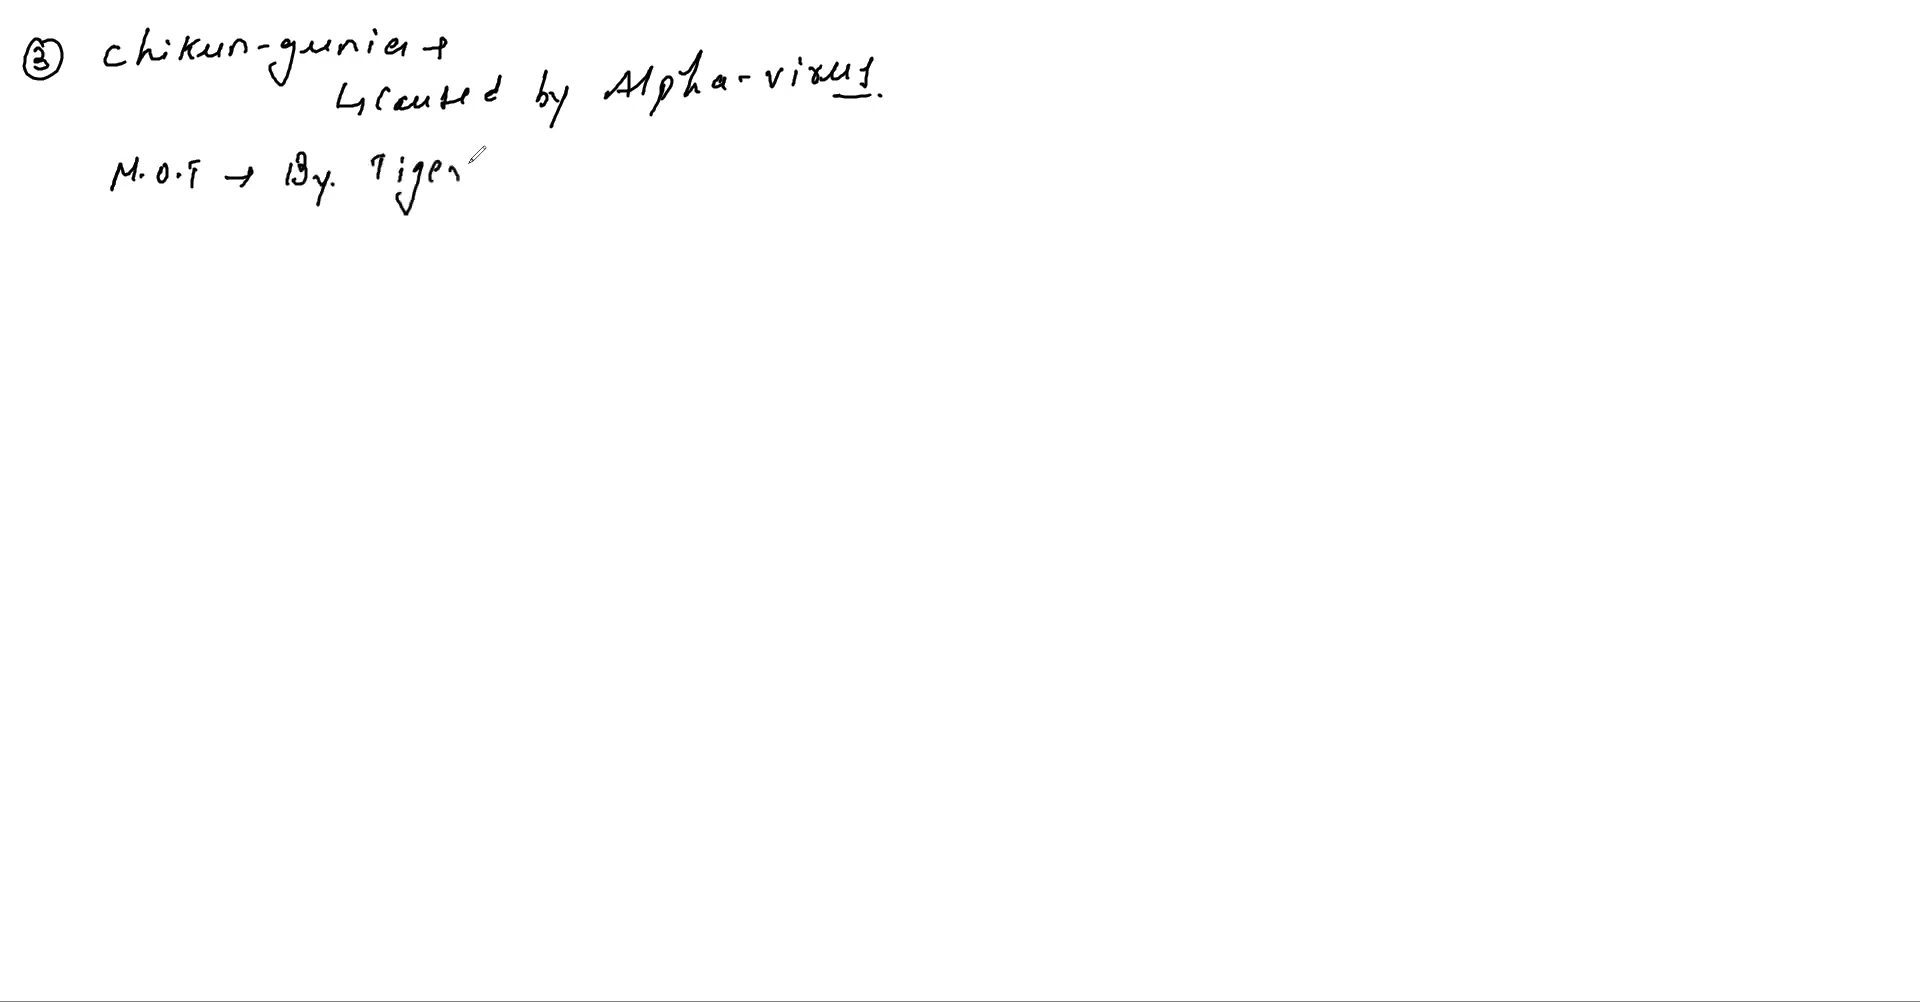 ③ chikun-gunia →
↳ caused by Alpha-virus.
M.O.T → By. Tiger